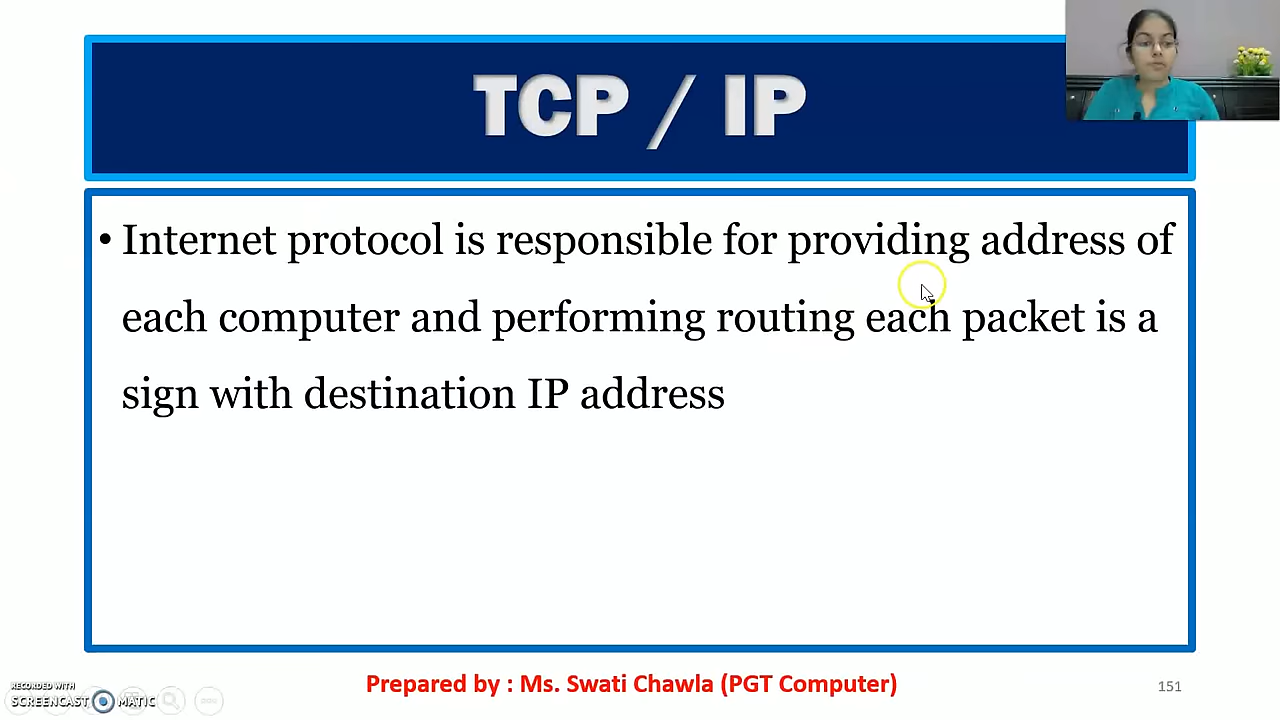 TCP / IP
• Internet protocol is responsible for providing address of
each computer and performing routing each packet is a
sign with destination IP address
Prepared by : Ms. Swati Chawla (PGT Computer)
151
RECORDED WITH
SCREENCAST MATIC